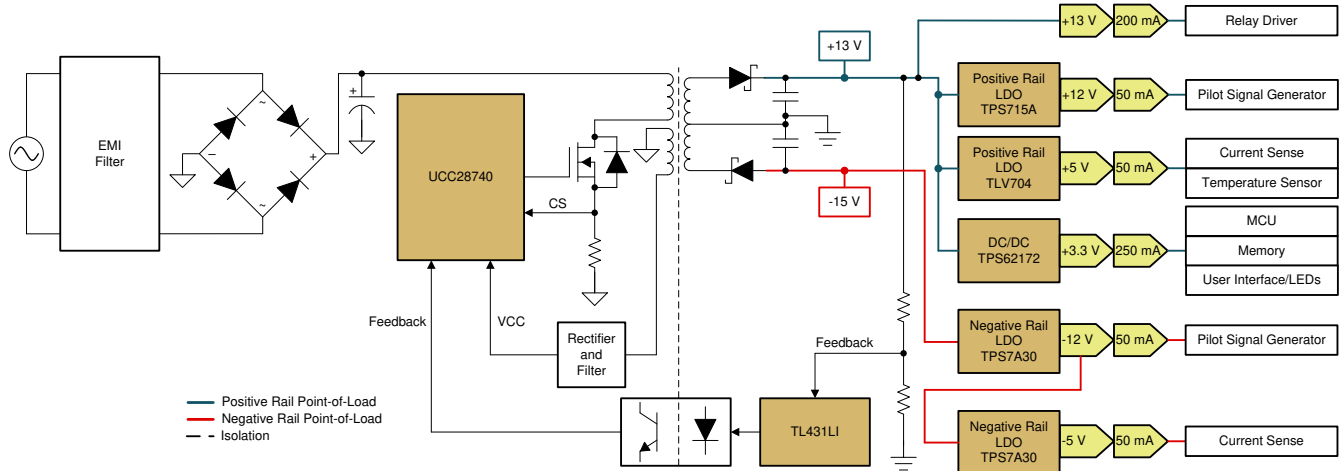 +13 V
200 mA
Relay Driver
+13 V
EMI
Filter
~
~
−
+
+
UCC28740
CS
Positive Rail
LDO
TPS715A
+12 V
50 mA
Pilot Signal Generator
Positive Rail
LDO
TLV704
+5 V
50 mA
Current Sense
Temperature Sensor
-15 V
DC/DC
TPS62172
+3.3 V
250 mA
MCU
Memory
User Interface/LEDs
Feedback
VCC
Rectifier
and
Filter
Feedback
Negative Rail
LDO
TPS7A30
-12 V
50 mA
Pilot Signal Generator
Positive Rail Point-of-Load
Negative Rail Point-of-Load
Isolation
TL431LI
Negative Rail
LDO
TPS7A30
-5 V
50 mA
Current Sense